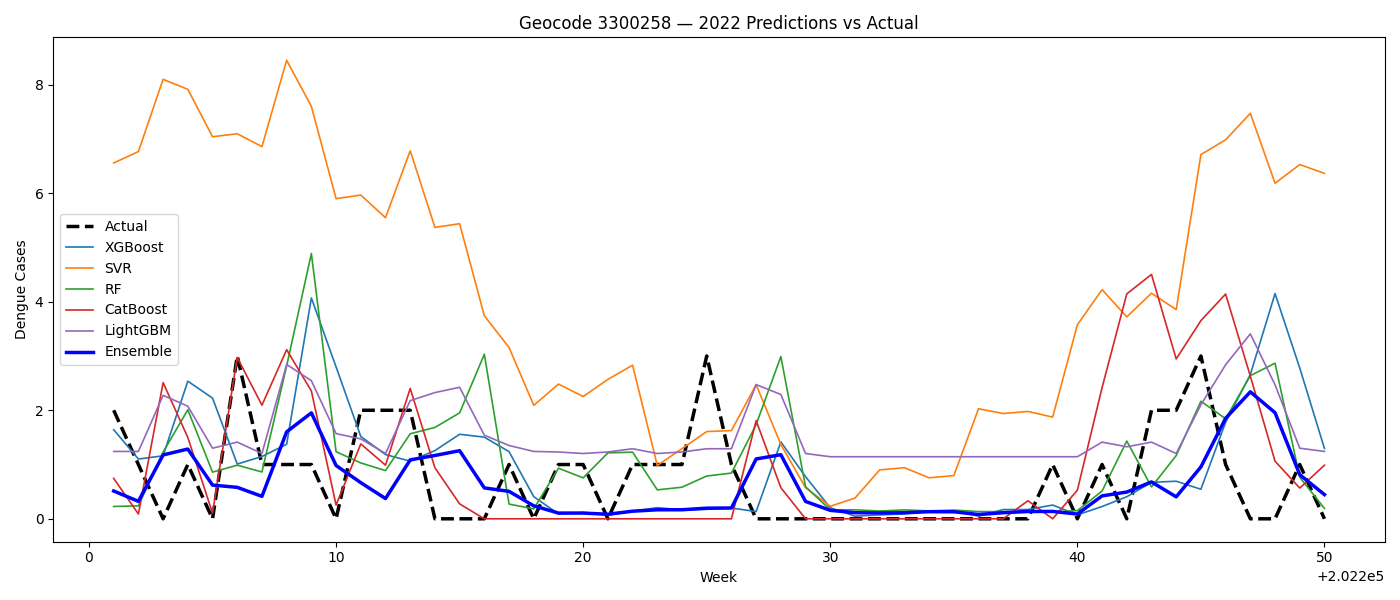 Geocode 3300258 — 2022 Predictions vs Actual
Dengue Cases
8
6
4
2
0
Actual
XGBoost
SVR
RF
CatBoost
LightGBM
Ensemble
0 10 20 30 40 50
Week
+2.022e5